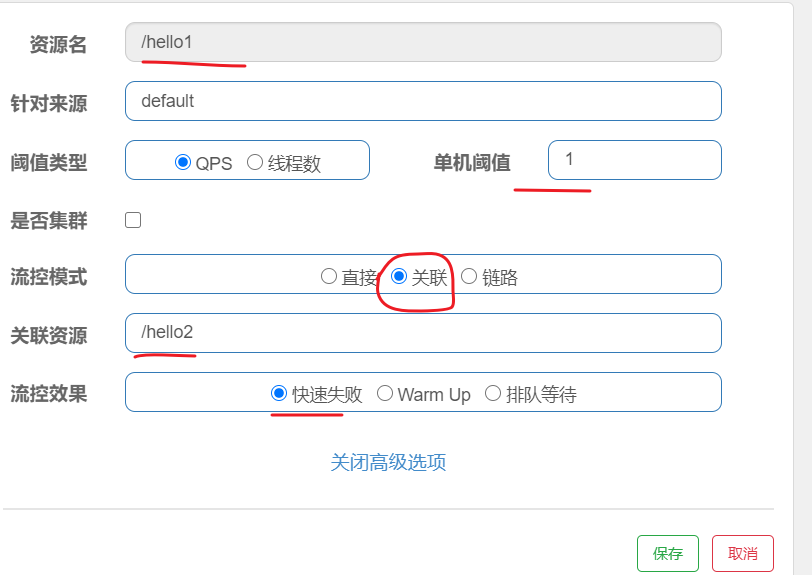 资源名 /hello1
针对来源 default
阈值类型 QPS 线程数 单机阈值 1
是否集群
流控模式 直接 关联 链路
关联资源 /hello2
流控效果 快速失败 Warm Up 排队等待
关闭高级选项
保存 取消